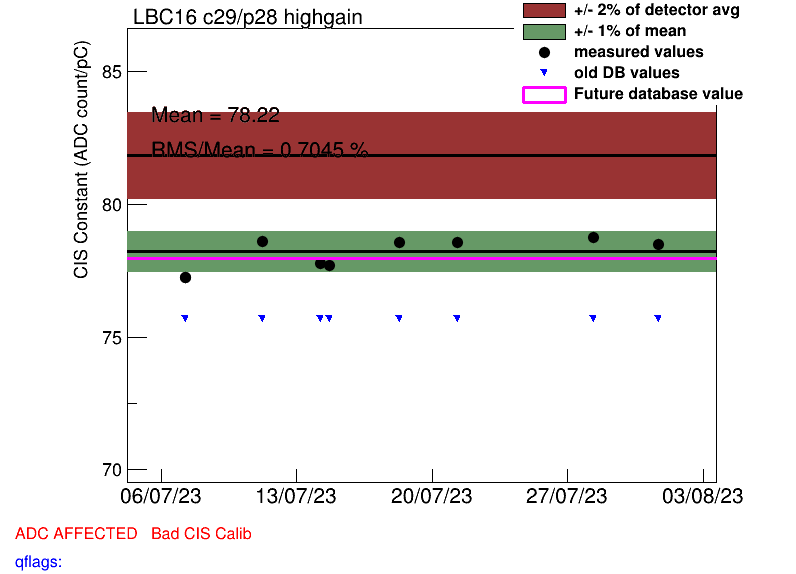 LBC16 c29/p28 highgain
+/- 2% of detector avg
+/- 1% of mean
measured values
old DB values
Future database value
CIS Constant (ADC count/pC)
Mean = 78.22
RMS/Mean = 0.7045 %
85
80
75
70
06/07/23 13/07/23 20/07/23 27/07/23 03/08/23
ADC AFFECTED Bad CIS Calib
qflags: